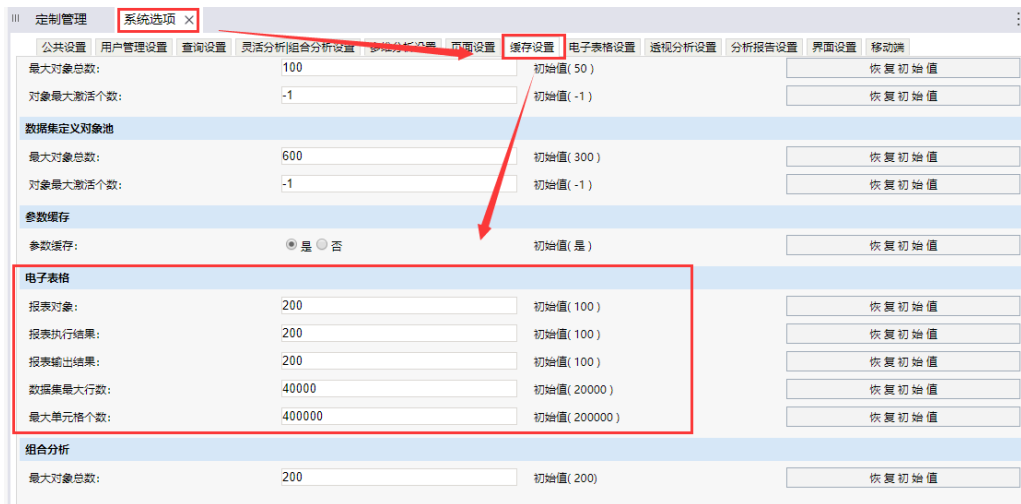 定制管理 系统选项 ×
公共设置 用户管理设置 查询设置 灵活分析|组合分析设置 多维分析设置 页面设置 缓存设置 电子表格设置 透视分析设置 分析报告设置 界面设置 移动端
最大对象总数: 100 初始值( 50 ) 恢复初始值
对象最大激活个数: -1 初始值( -1 ) 恢复初始值
数据集定义对象池
最大对象总数: 600 初始值( 300 ) 恢复初始值
对象最大激活个数: -1 初始值( -1 ) 恢复初始值
参数缓存
参数缓存: 是 否 初始值( 是 ) 恢复初始值
电子表格
报表对象: 200 初始值( 100 ) 恢复初始值
报表执行结果: 200 初始值( 100 ) 恢复初始值
报表输出结果: 200 初始值( 100 ) 恢复初始值
数据集最大行数: 40000 初始值( 20000 ) 恢复初始值
最大单元格个数: 400000 初始值( 200000 ) 恢复初始值
组合分析
最大对象总数: 200 初始值( 200) 恢复初始值